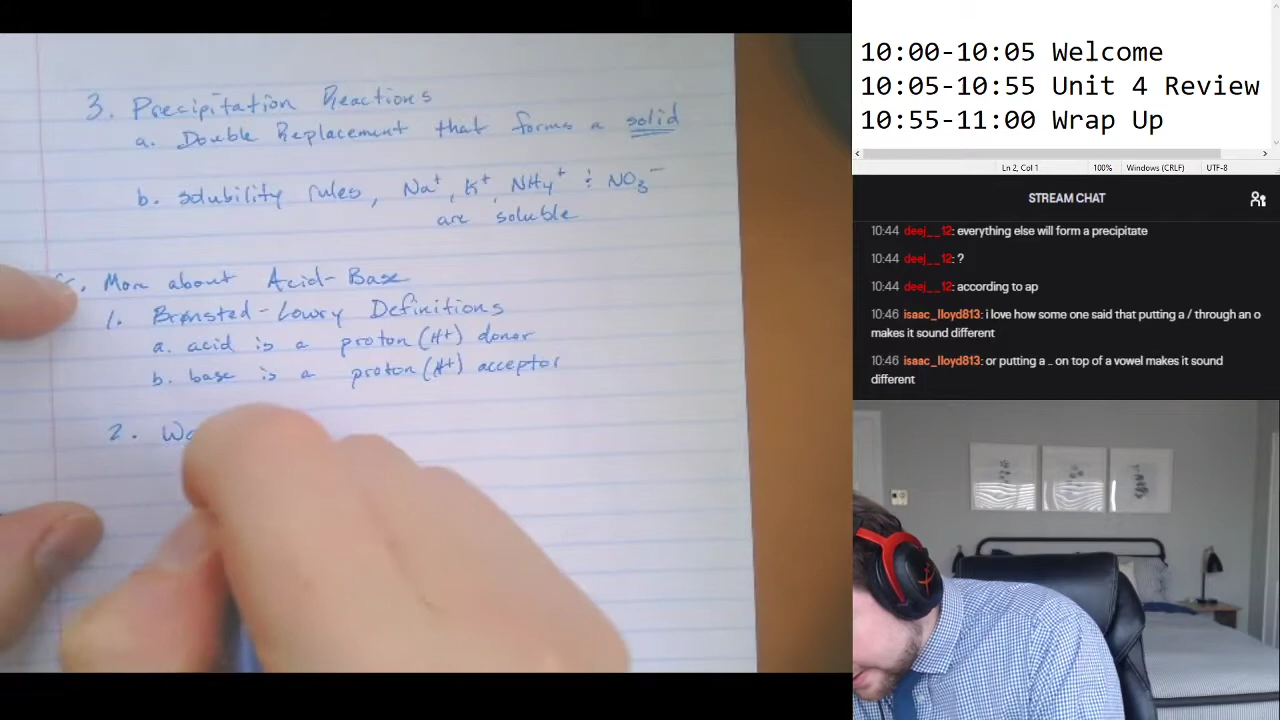 3. Precipitation Reactions
a. Double Replacement that forms a solid
b. solubility rules, Na⁺, K⁺, NH₄⁺ & NO₃⁻
are soluble
More about Acid-Base
1. Brønsted-Lowry Definitions
a. acid is a proton (H+) donor
b. base is a proton (H+) acceptor
2.
10:00-10:05 Welcome
10:05-10:55 Unit 4 Review
10:55-11:00 Wrap Up
Ln 2, Col 1 100% Windows (CRLF) UTF-8
STREAM CHAT
10:44 deej__12: everything else will form a precipitate
10:44 deej__12: ?
10:44 deej__12: according to ap
10:46 isaac_lloyd813: i love how some one said that putting a / through an o
makes it sound different
10:46 isaac_lloyd813: or putting a .. on top of a vowel makes it sound
different